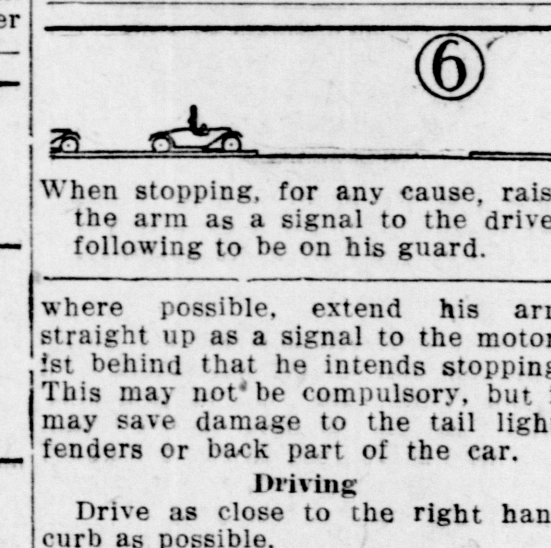 er
6
When stopping, for any cause, rais
the arm as a signal to the drive
following to be on his guard.
where possible, extend his arr
straight up as a signal to the motor
ist behind that he intends stopping
This may not be compulsory, but
may save damage to the tail ligh
fenders or back part of the car.
Driving
Drive as close to the right han
curb as possible.